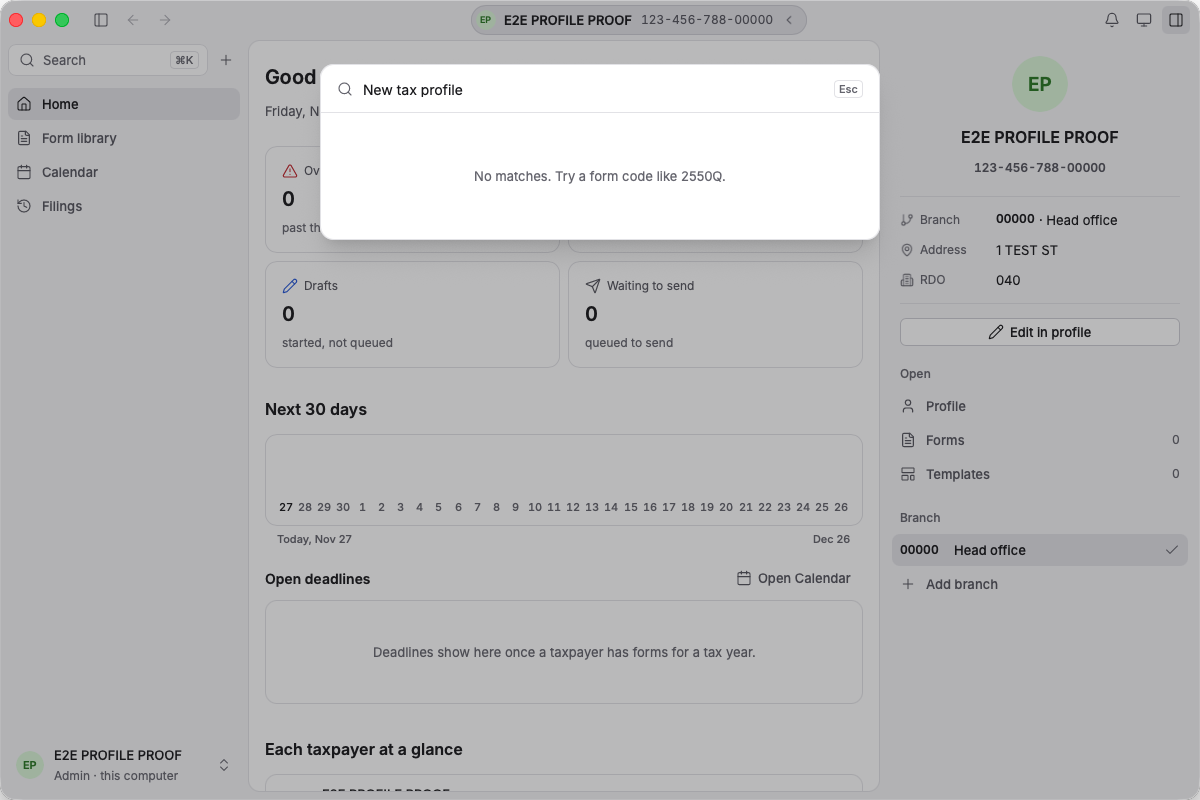 EP E2E PROFILE PROOF 123-456-788-00000
Search ⌘K
Home
Form library
Calendar
Filings
EP
E2E PROFILE PROOF
Admin · this computer
Good
Friday, N
New tax profile Esc
No matches. Try a form code like 2550Q.
Ov
0
past th
Drafts
0
started, not queued
Waiting to send
0
queued to send
Next 30 days
27 28 29 30 1 2 3 4 5 6 7 8 9 10 11 12 13 14 15 16 17 18 19 20 21 22 23 24 25 26
Today, Nov 27 Dec 26
Open deadlines Open Calendar
Deadlines show here once a taxpayer has forms for a tax year.
Each taxpayer at a glance
E2E PROFILE PROOF
EP
E2E PROFILE PROOF
123-456-788-00000
Branch 00000 · Head office
Address 1 TEST ST
RDO 040
Edit in profile
Open
Profile
Forms 0
Templates 0
Branch
00000 Head office
Add branch